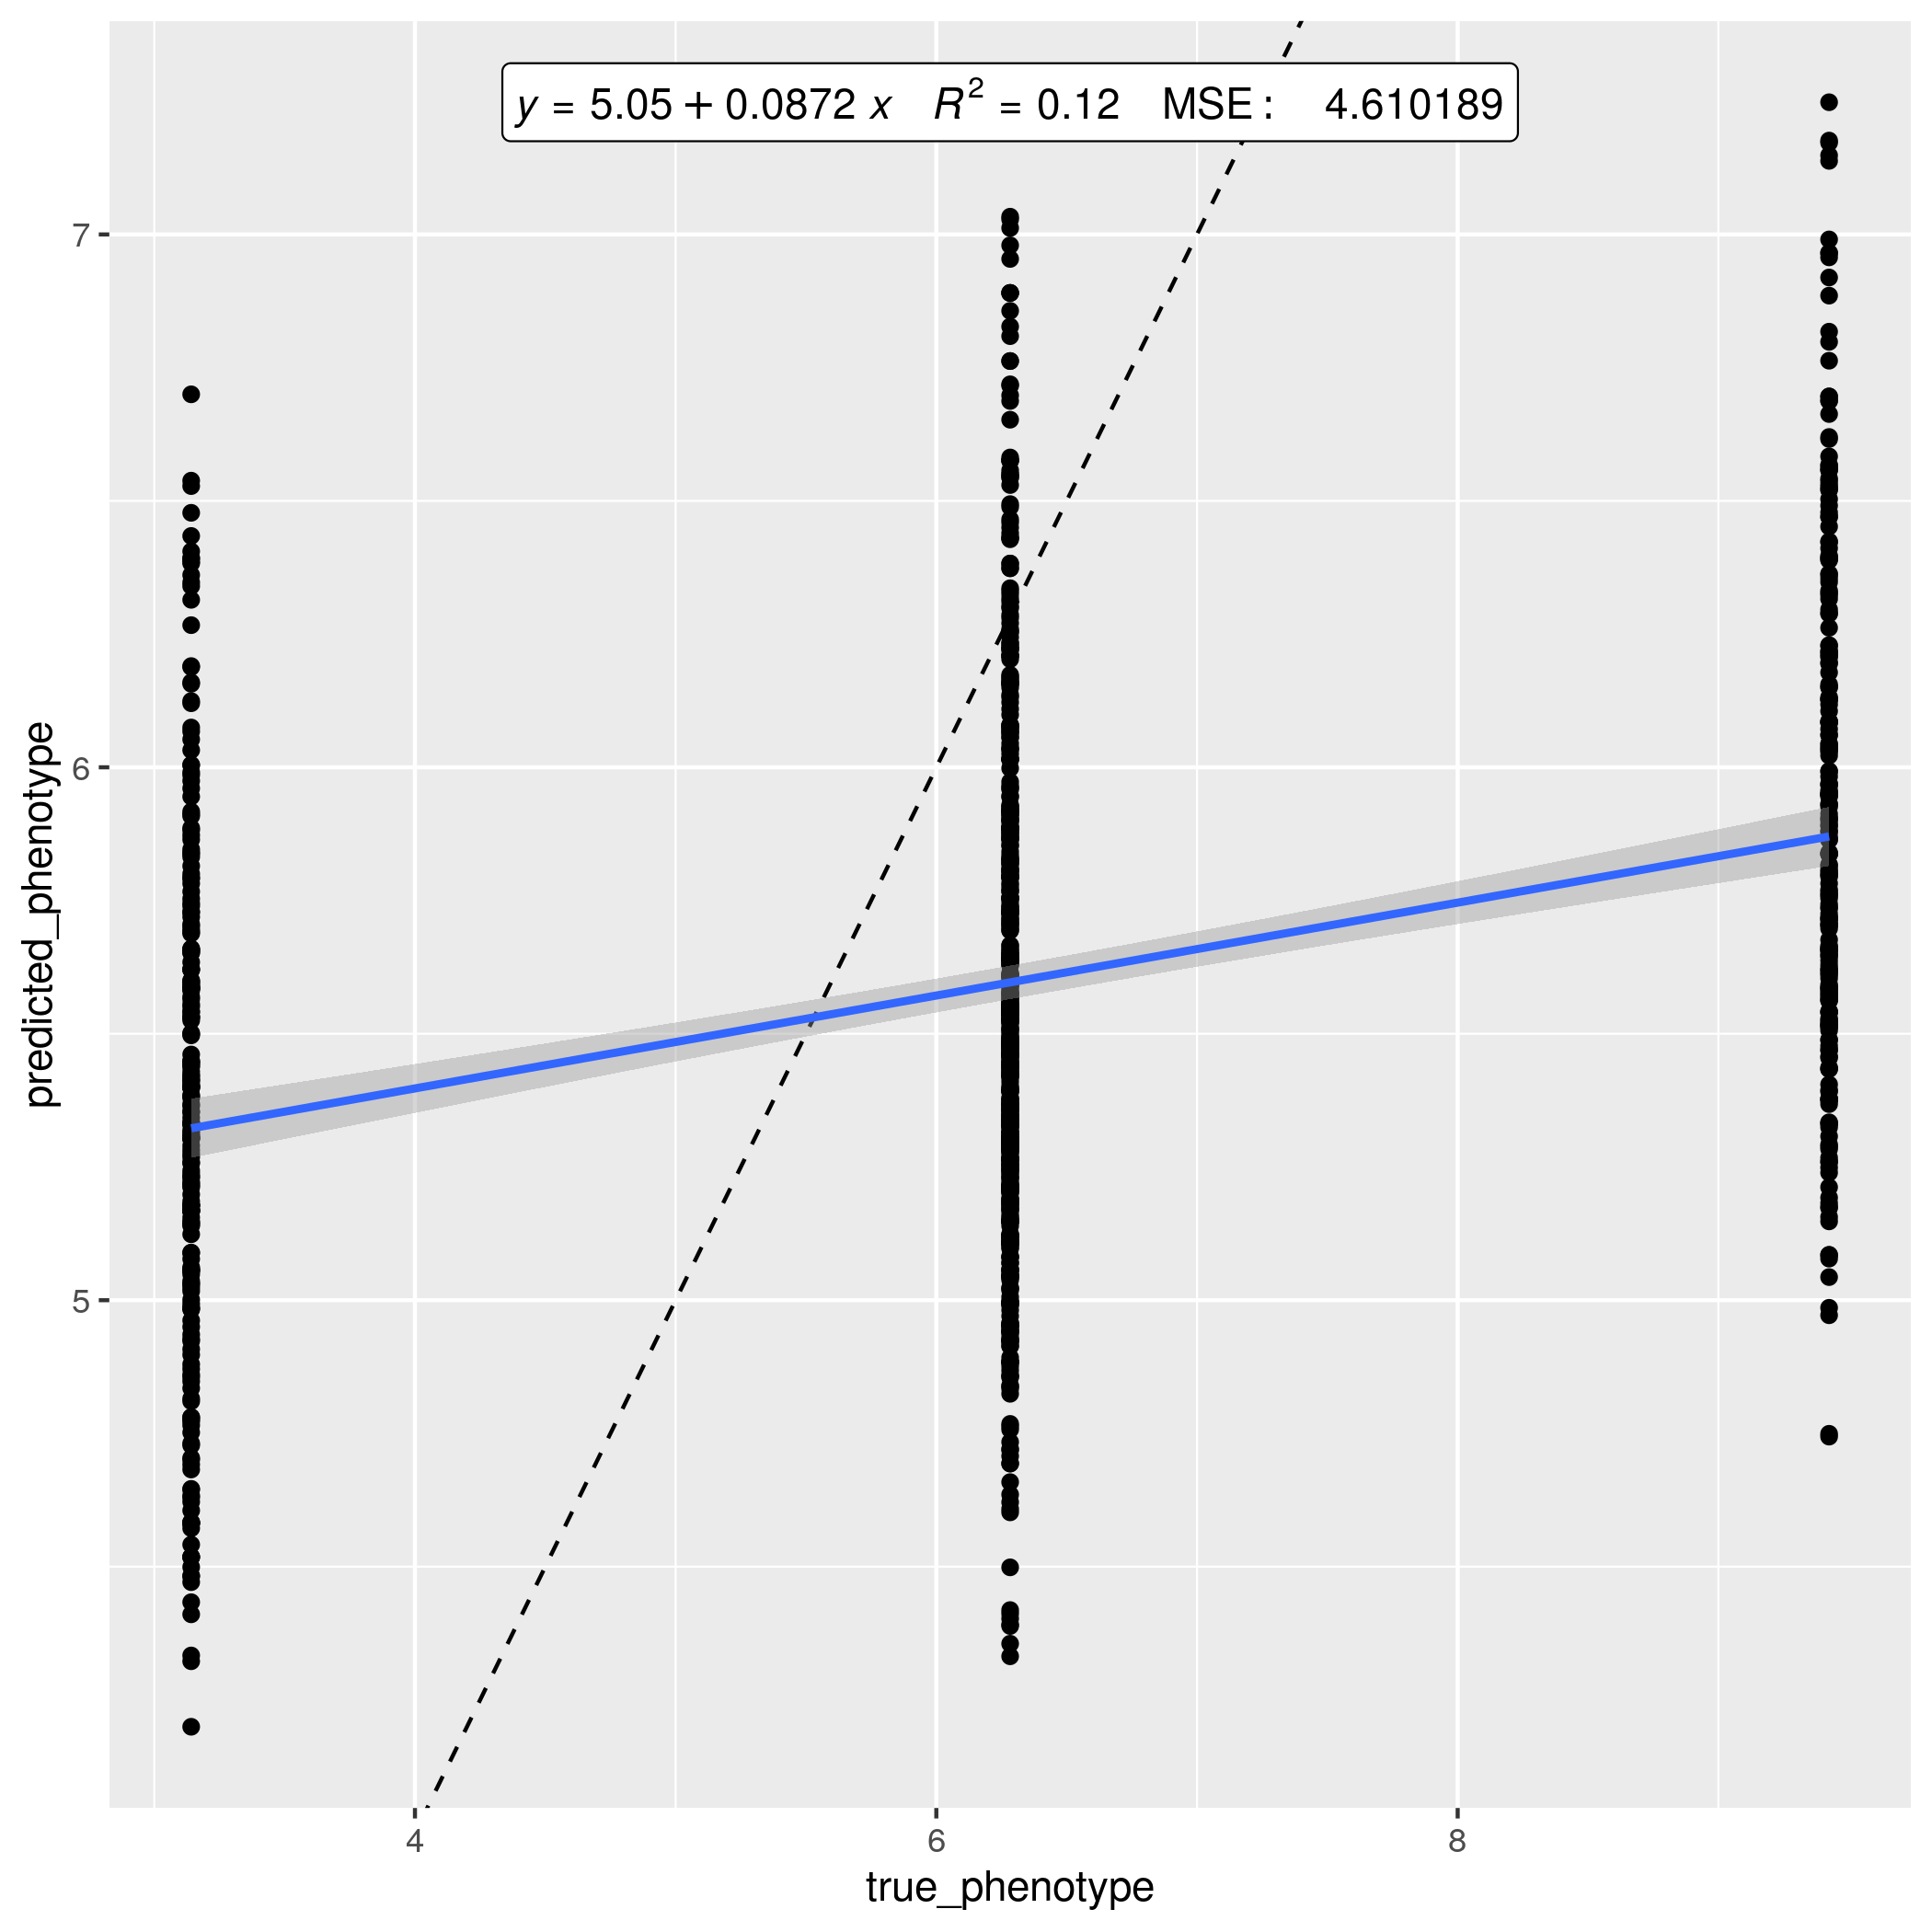 y = 5.05 + 0.0872 x R² = 0.12 MSE : 4.610189
7
6
5
predicted_phenotype
4 6 8
true_phenotype